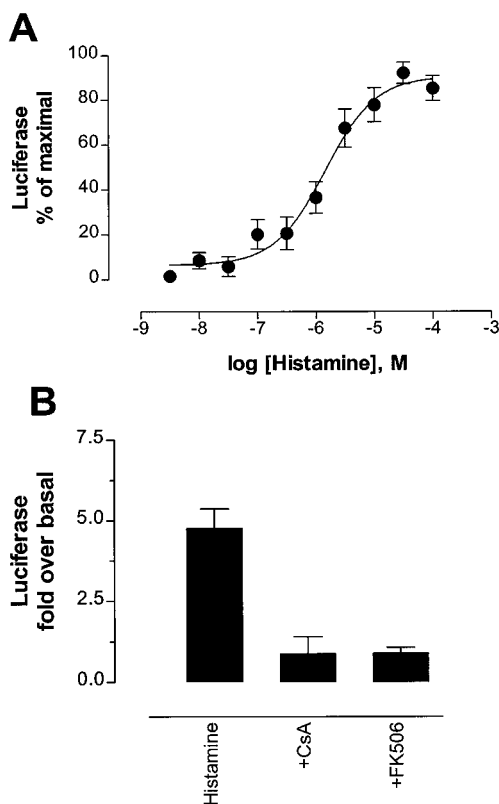 A
Luciferase
% of maximal
100
80
60
40
20
0
-9 -8 -7 -6 -5 -4 -3
log [Histamine], M
B
Luciferase
fold over basal
7.5
5.0
2.5
0.0
Histamine
+CsA
+FK506